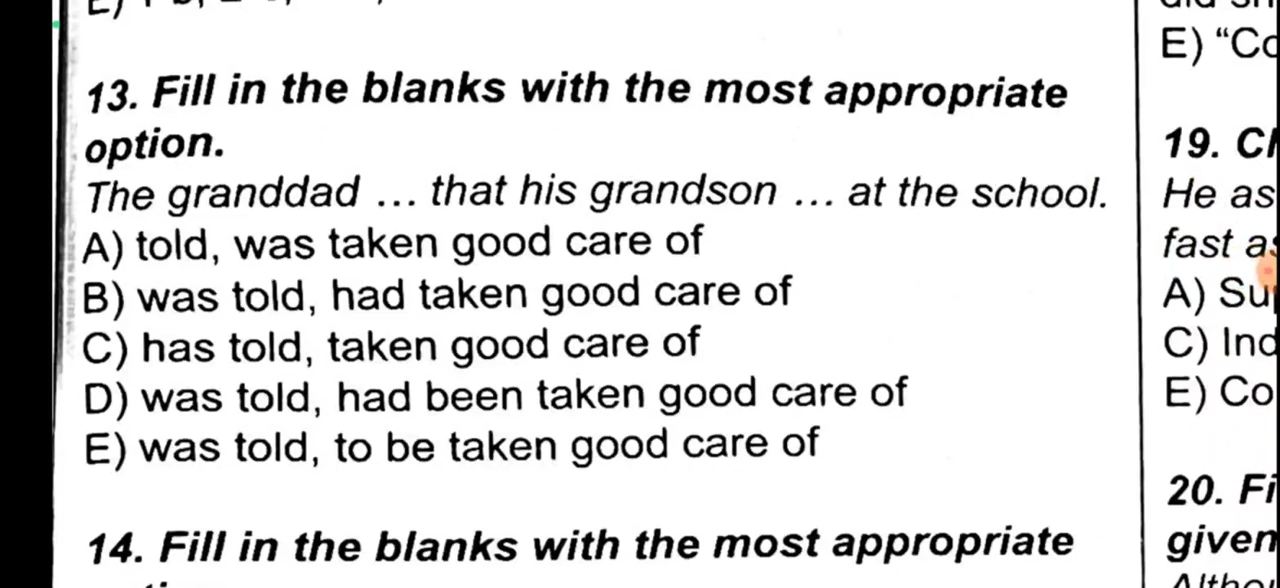 13. Fill in the blanks with the most appropriate
option.
The granddad ... that his grandson ... at the school.
A) told, was taken good care of
B) was told, had taken good care of
C) has told, taken good care of
D) was told, had been taken good care of
E) was told, to be taken good care of
14. Fill in the blanks with the most appropriate
E) “Co
19.
He as
fast as
A) Su
C) Ind
E) Co
20. Fi
given